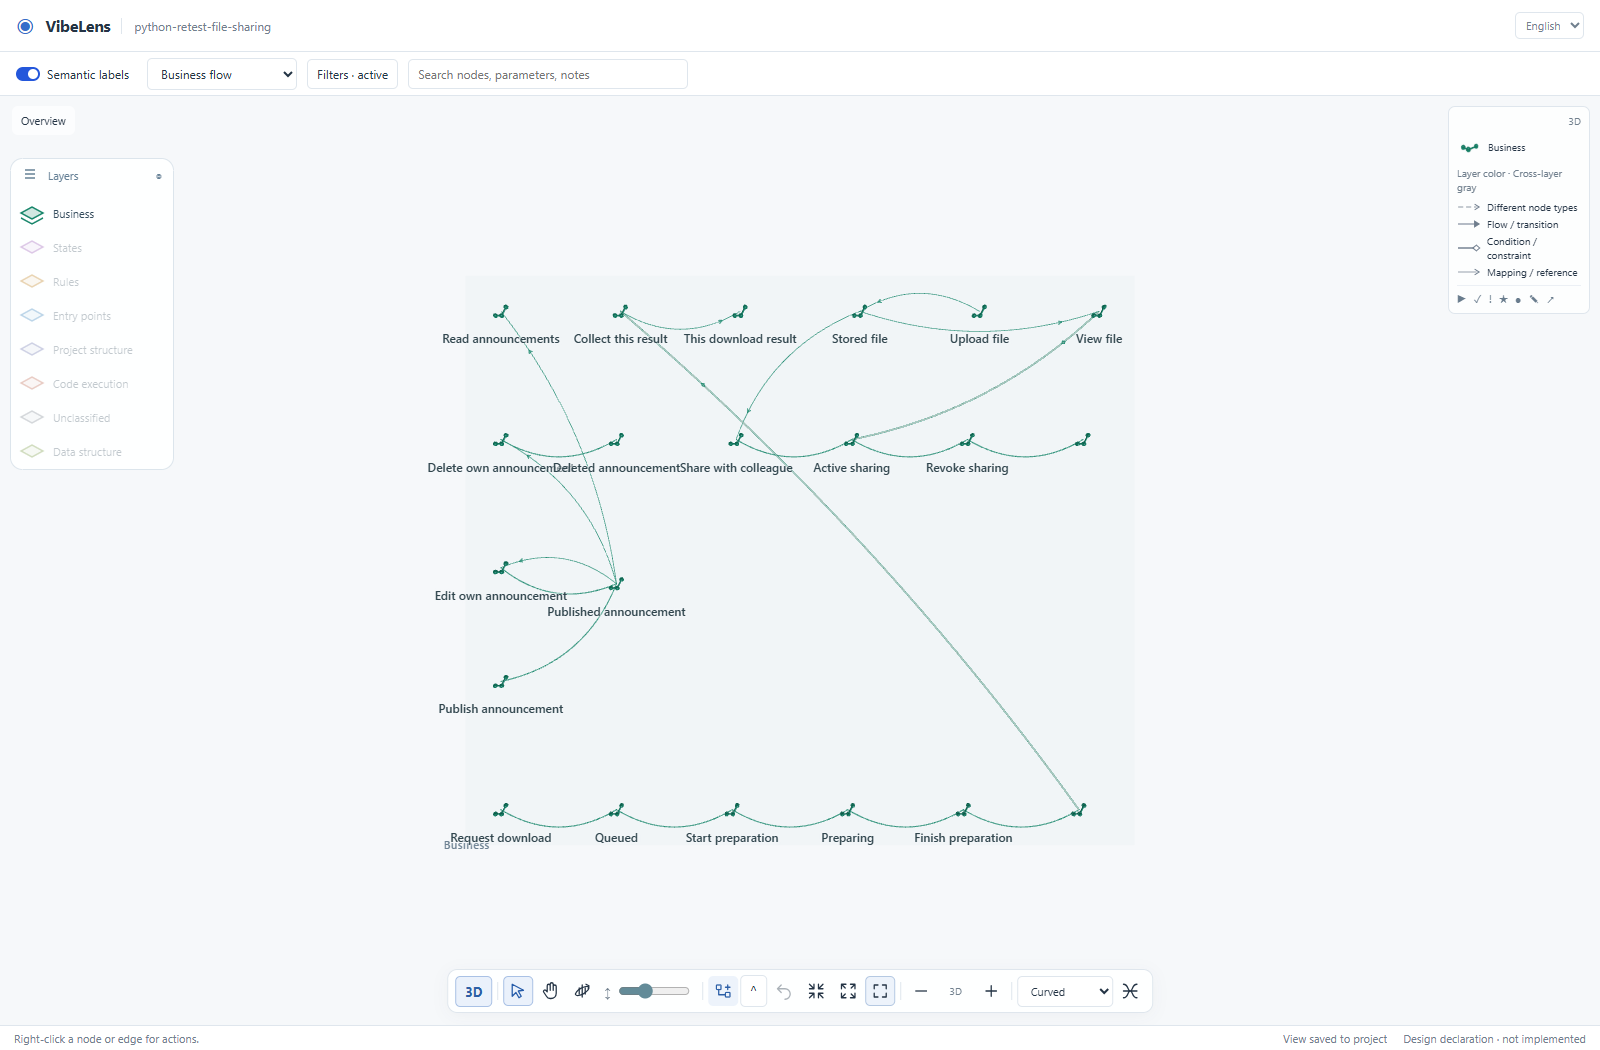 VibeLens
python-retest-file-sharing
English
Semantic labels
Business flow
Filters · active
Search nodes, parameters, notes
Overview
3D
Business
Layer color · Cross-layer
gray
Different node types
Flow / transition
Condition /
constraint
Mapping / reference
Layers
Business
States
Rules
Entry points
Project structure
Code execution
Unclassified
Data structure
Read announcements
Collect this result
This download result
Stored file
Upload file
View file
Delete own announcement
Deleted announcement
Share with colleague
Active sharing
Revoke sharing
Edit own announcement
Published announcement
Publish announcement
Request download
Queued
Start preparation
Preparing
Finish preparation
Business
3D
3D
Curved
Right-click a node or edge for actions.
View saved to project
Design declaration · not implemented